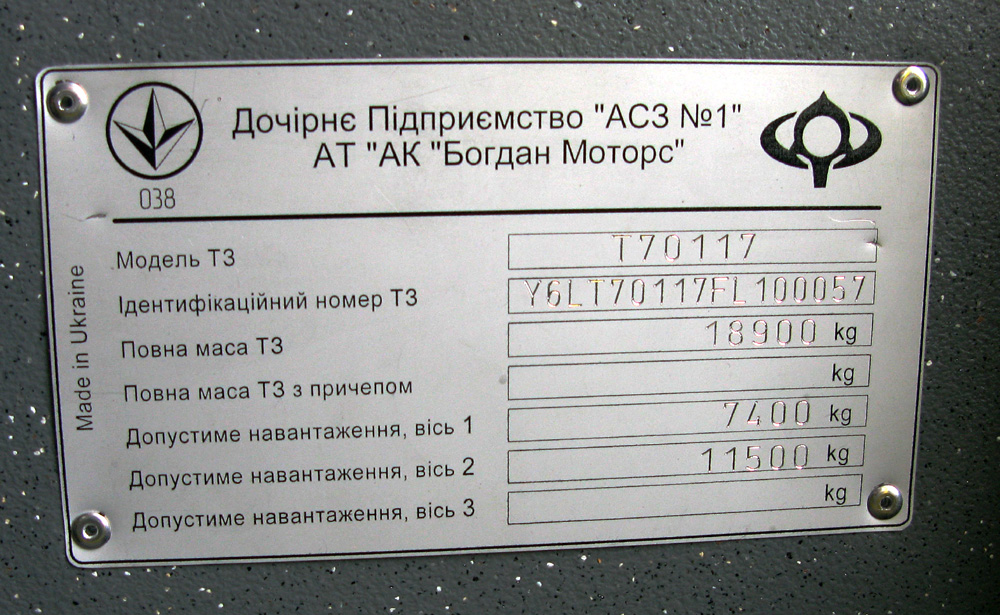 Дочірнє Підприємство "АСЗ №1"
АТ "АК "Богдан Моторс"
038
Made in Ukraine
Модель ТЗ T70117
Ідентифікаційний номер ТЗ Y6LT70117FL100057
Повна маса ТЗ 18900 kg
Повна маса ТЗ з причепом kg
Допустиме навантаження, вісь 1 7400 kg
Допустиме навантаження, вісь 2 11500 kg
Допустиме навантаження, вісь 3 kg